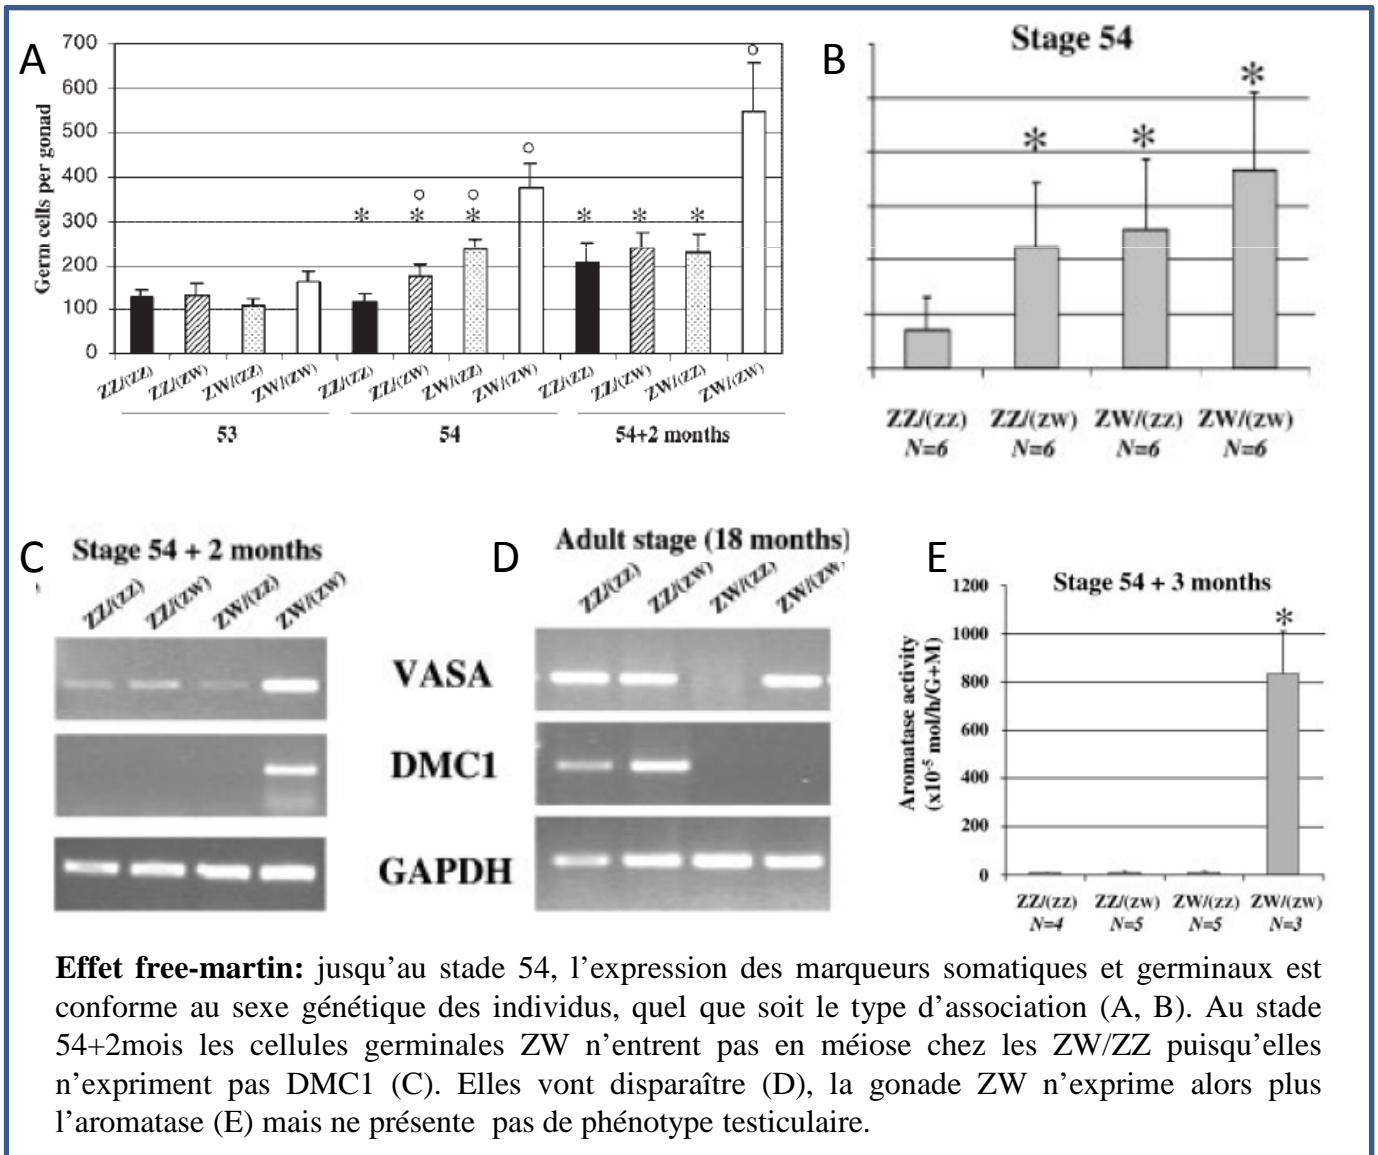 A
700
600
500
400
300
200
100
0
Germ cells per gonad
* ° * ° * ° * * * °
ZZ/(ZZ) ZZ/(ZW) ZW/(ZZ) ZW/(ZW) ZZ/(ZZ) ZZ/(ZW) ZW/(ZZ) ZW/(ZW) ZZ/(ZZ) ZZ/(ZW) ZW/(ZZ) ZW/(ZW)
53 54 54+2 months
B
Stage 54
* * *
ZZ/(zz) ZZ/(zw) ZW/(zz) ZW/(zw)
N=6 N=6 N=6 N=6
C
Stage 54 + 2 months
ZZ/(ZZ) ZZ/(ZW) ZW/(ZZ) ZW/(ZW)
VASA
DMC1
GAPDH
D
Adult stage (18 months)
ZZ/(ZZ) ZZ/(ZW) ZW/(ZZ) ZW/(ZW)
E
Stage 54 + 3 months
1200
1000
800
600
400
200
0
Aromatase activity
(x10⁻⁵ mol/h/G+M)
*
ZZ/(zz) ZZ/(zw) ZW/(zz) ZW/(zw)
N=4 N=5 N=5 N=3
Effet free-martin: jusqu’au stade 54, l’expression des marqueurs somatiques et germinaux est
conforme au sexe génétique des individus, quel que soit le type d’association (A, B). Au stade
54+2mois les cellules germinales ZW n’entrent pas en méiose chez les ZW/ZZ puisqu’elles
n’expriment pas DMC1 (C). Elles vont disparaître (D), la gonade ZW n’exprime alors plus
l’aromatase (E) mais ne présente pas de phénotype testiculaire.